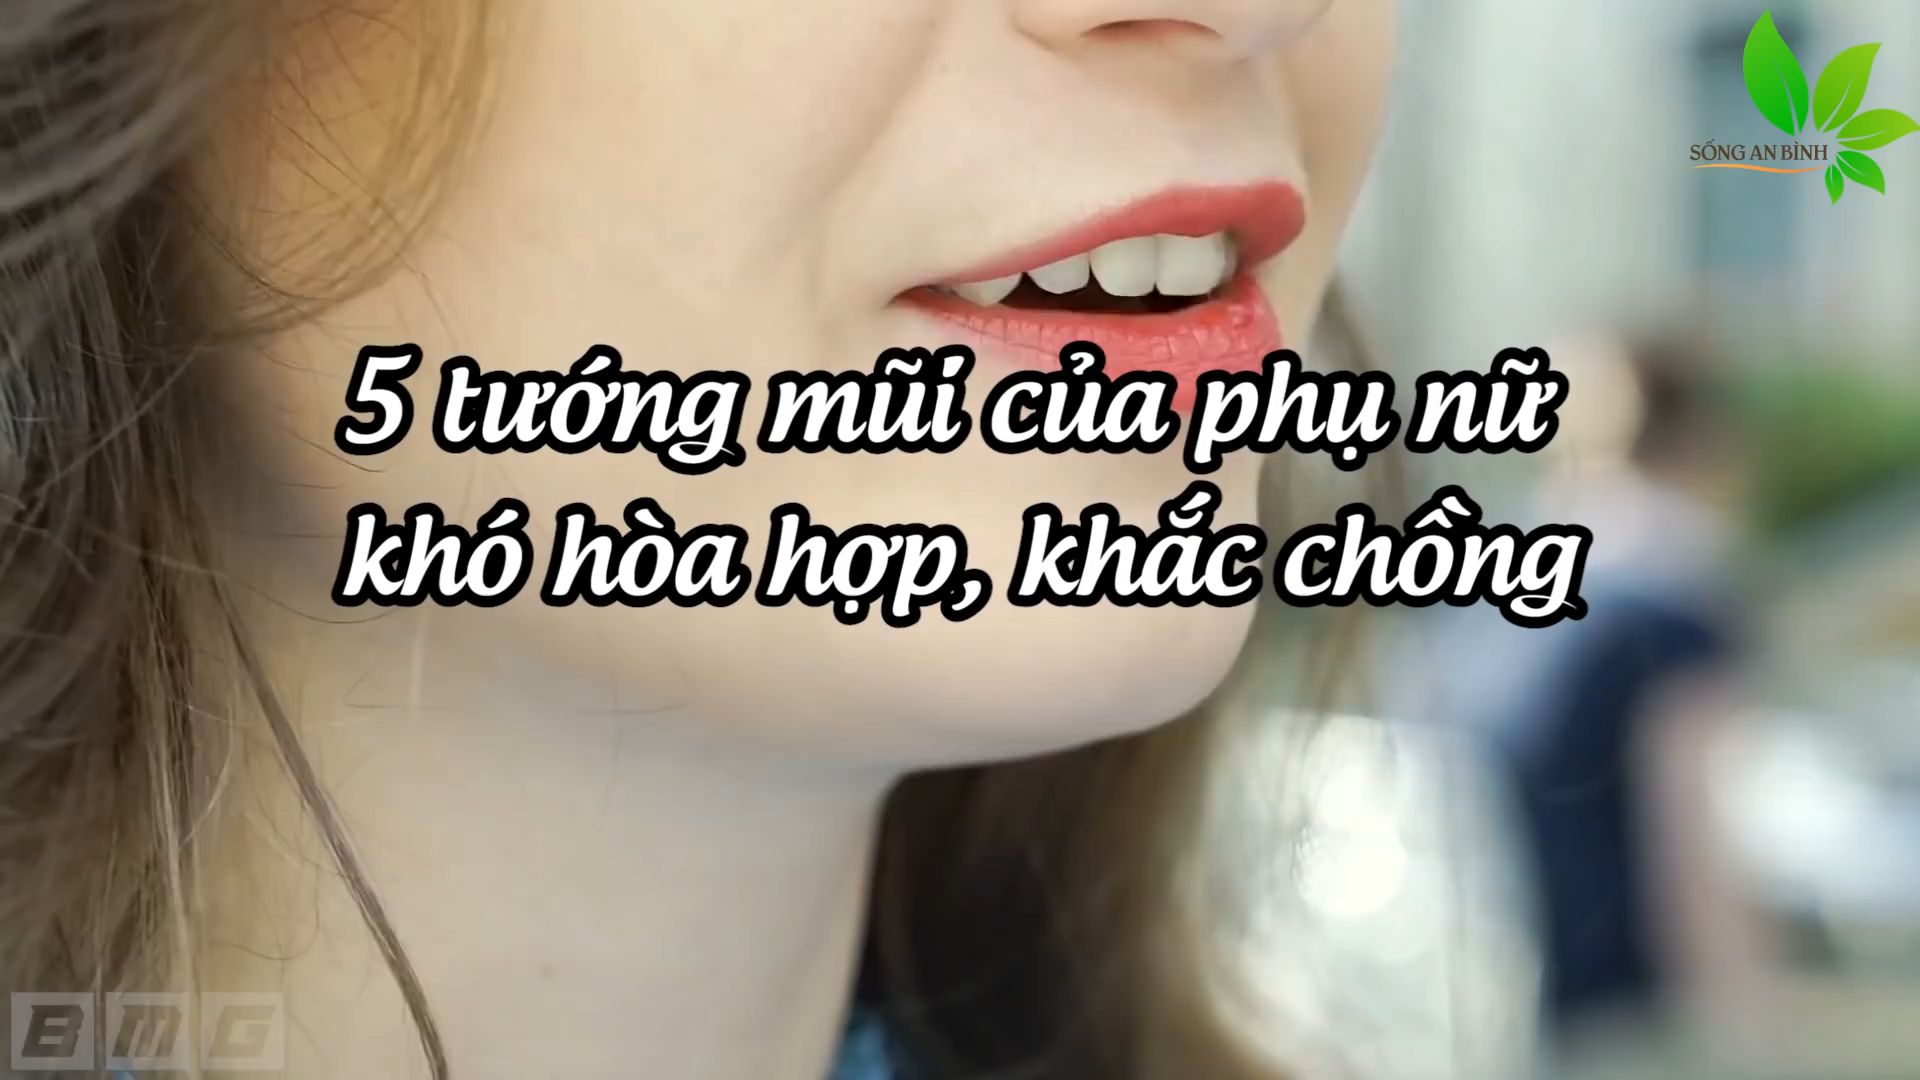 SỐNG AN BÌNH
5 tướng mũi của phụ nữ
khó hòa hợp, khắc chồng
BMG